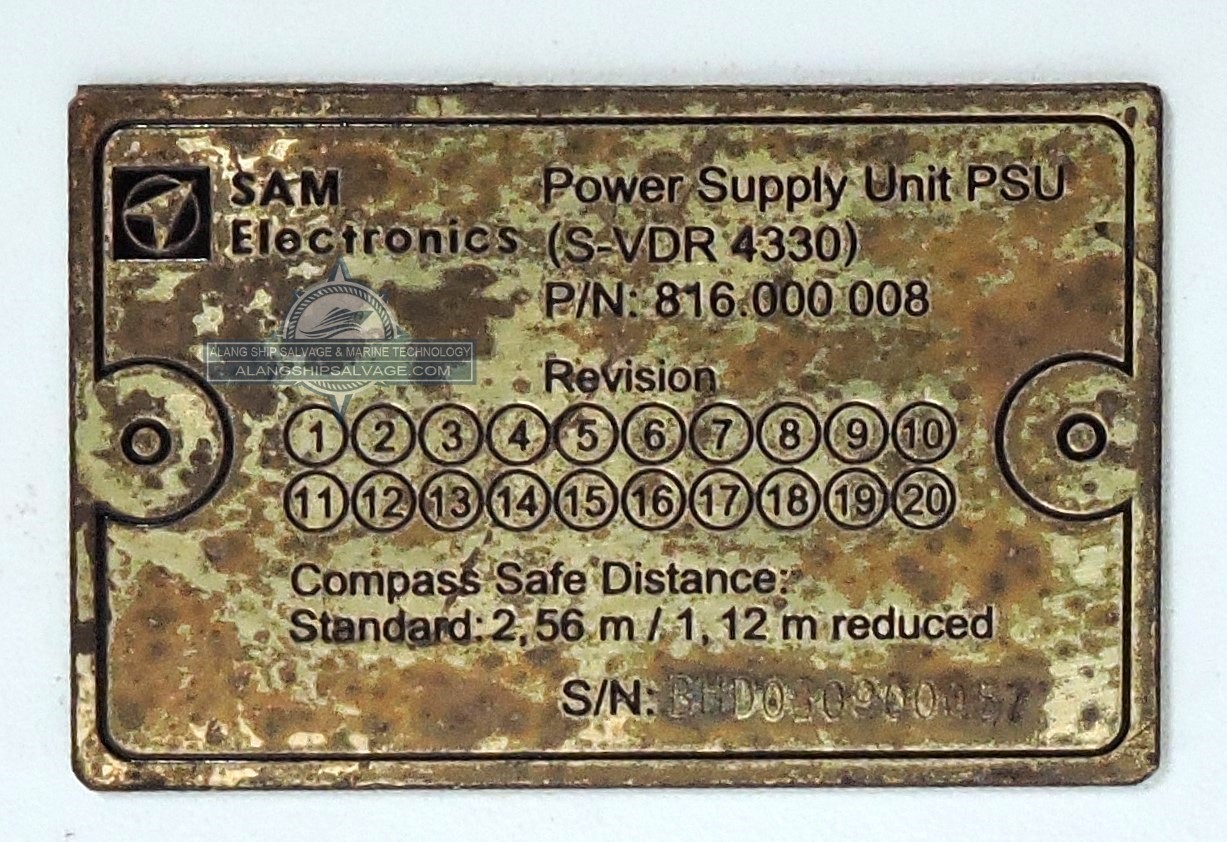 SAM
Electronics
Power Supply Unit PSU
(S-VDR 4330)
P/N: 816.000 008
ALANG SHIP SALVAGE & MARINE TECHNOLOGY
ALANGSHIPSALVAGE.COM
Revision
1 2 3 4 5 6 7 8 9 10
11 12 13 14 15 16 17 18 19 20
Compass Safe Distance:
Standard: 2,56 m / 1, 12 m reduced
S/N: